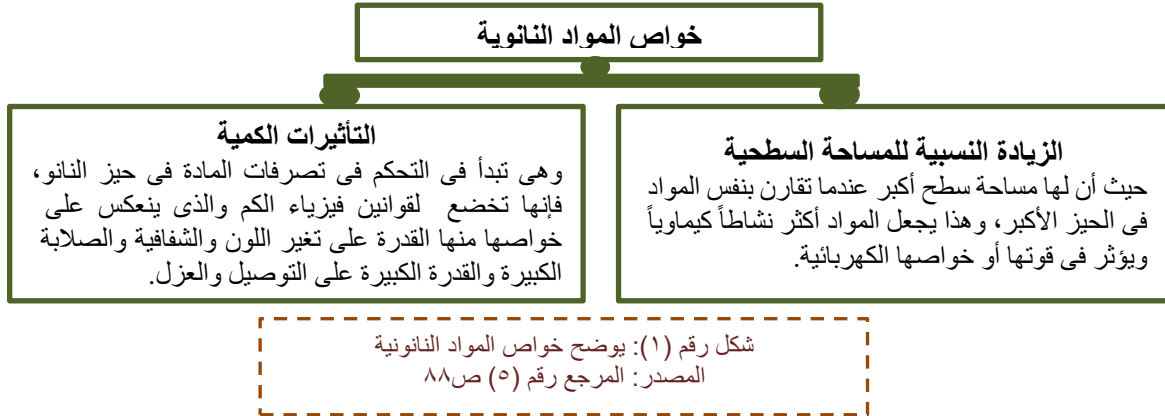 خواص المواد النانوية
الزيادة النسبية للمساحة السطحية
حيث أن لها مساحة سطح أكبر عندما تقارن بنفس المواد
فى الحيز الأكبر، وهذا يجعل المواد أكثر نشاطاً كيماوياً
ويؤثر فى قوتها أو خواصها الكهربائية.
التأثيرات الكمية
وهى تبدأ فى التحكم فى تصرفات المادة فى حيز النانو،
فإنها تخضع لقوانين فيزياء الكم والذى ينعكس على
خواصها منها القدرة على تغير اللون والشفافية والصلابة
الكبيرة والقدرة الكبيرة على التوصيل والعزل.
شكل رقم (١): يوضح خواص المواد النانونية
المصدر: المرجع رقم (٥) ص٨٨